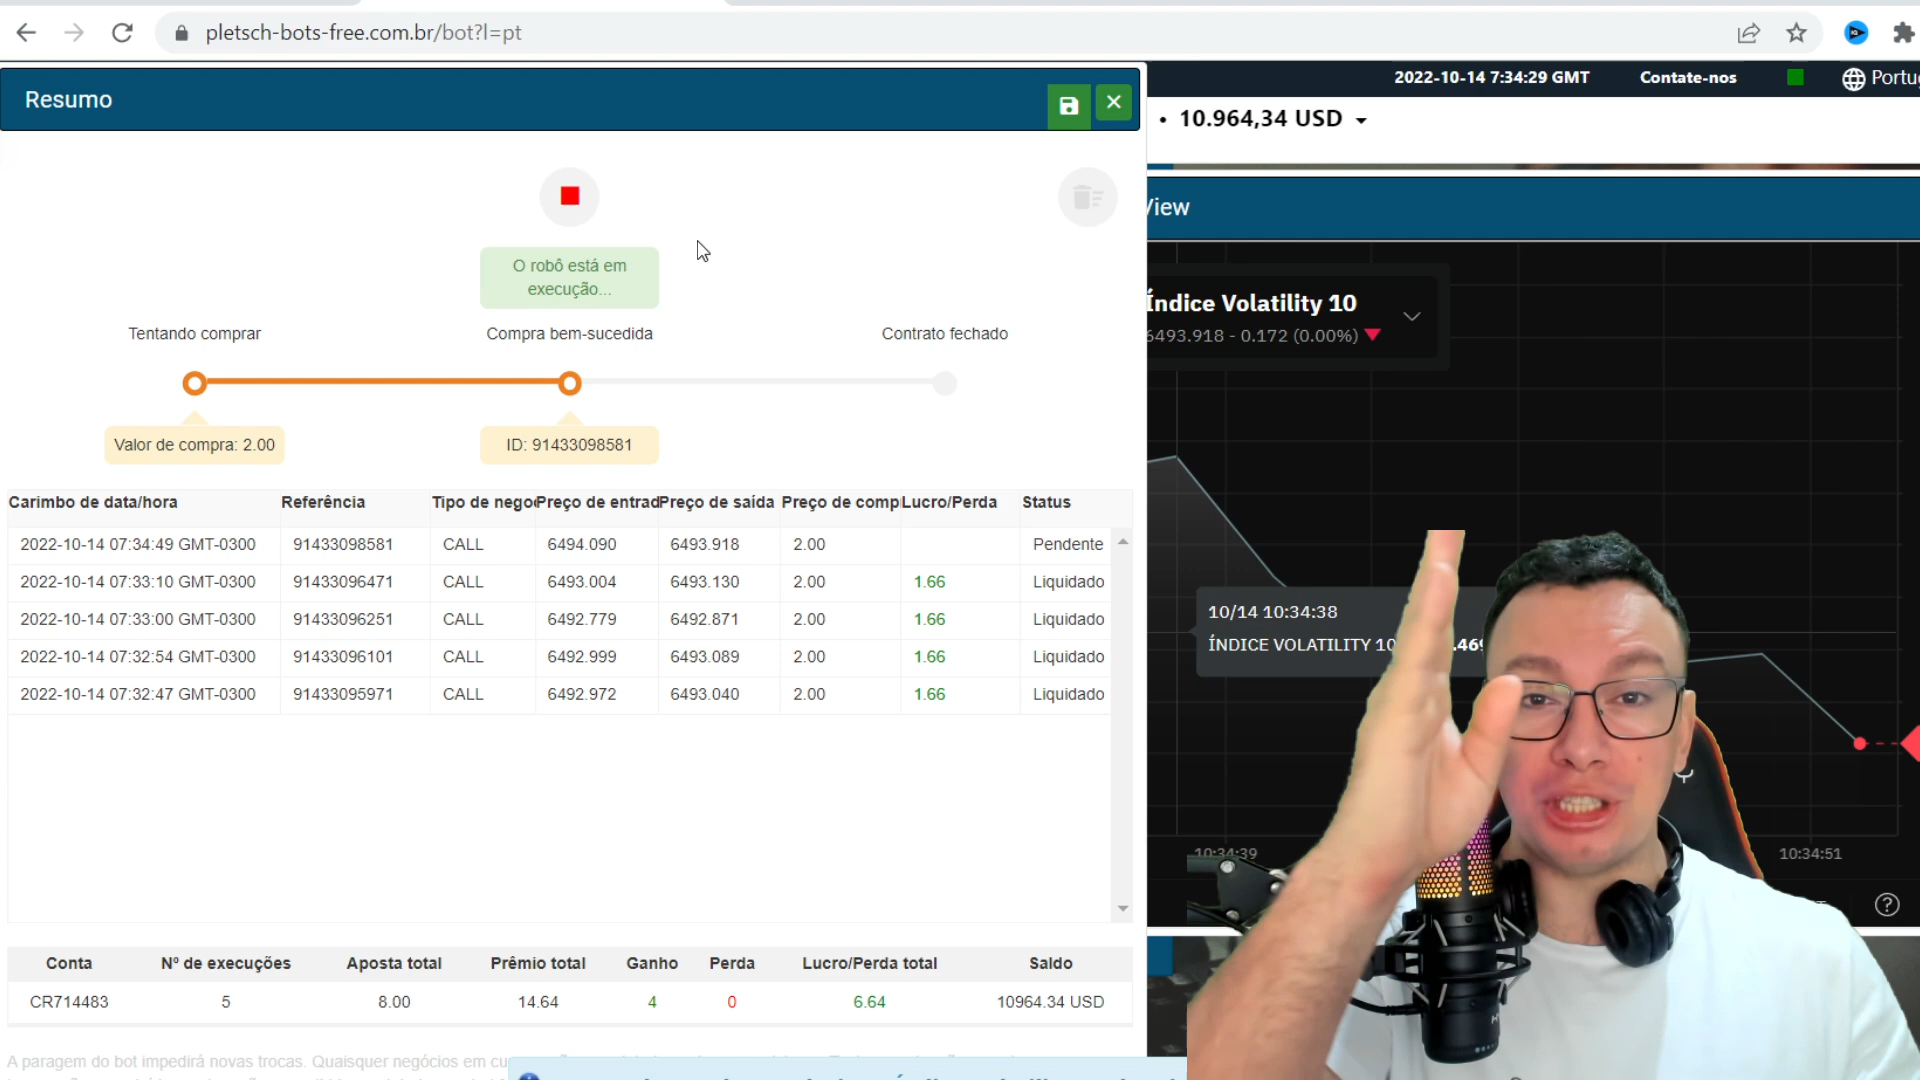 pletsch-bots-free.com.br/bot?l=pt
2022-10-14 7:34:29 GMT
Contate-nos
Resumo
10.964,34 USD
O robô está em
execução...
Tentando comprar
Compra bem-sucedida
Contrato fechado
Valor de compra: 2.00
ID: 91433098581
Carimbo de data/hora Referência Tipo de Preço de Preço de saída Preço de Lucro/Perda Status
2022-10-14 07:34:49 GMT-0300 91433098581 CALL 6494.090 6493.918 2.00 Pendente
2022-10-14 07:33:10 GMT-0300 91433096471 CALL 6493.004 6493.130 2.00 1.66 Liquidado
2022-10-14 07:33:00 GMT-0300 91433096251 CALL 6492.779 6492.871 2.00 1.66 Liquidado
2022-10-14 07:32:54 GMT-0300 91433096101 CALL 6492.999 6493.089 2.00 1.66 Liquidado
2022-10-14 07:32:47 GMT-0300 91433095971 CALL 6492.972 6493.040 2.00 1.66 Liquidado
Conta Nº de execuções Aposta total Prêmio total Ganho Perda Lucro/Perda total Saldo
CR714483 5 8.00 14.64 4 0 6.64 10964.34 USD
A paragem do bot impedirá novas trocas. Quaisquer negócios em
Índice Volatility 10
6493.918 - 0.172 (0.00%)
10/14 10:34:38
ÍNDICE VOLATILITY 10
10:34:39
10:34:51